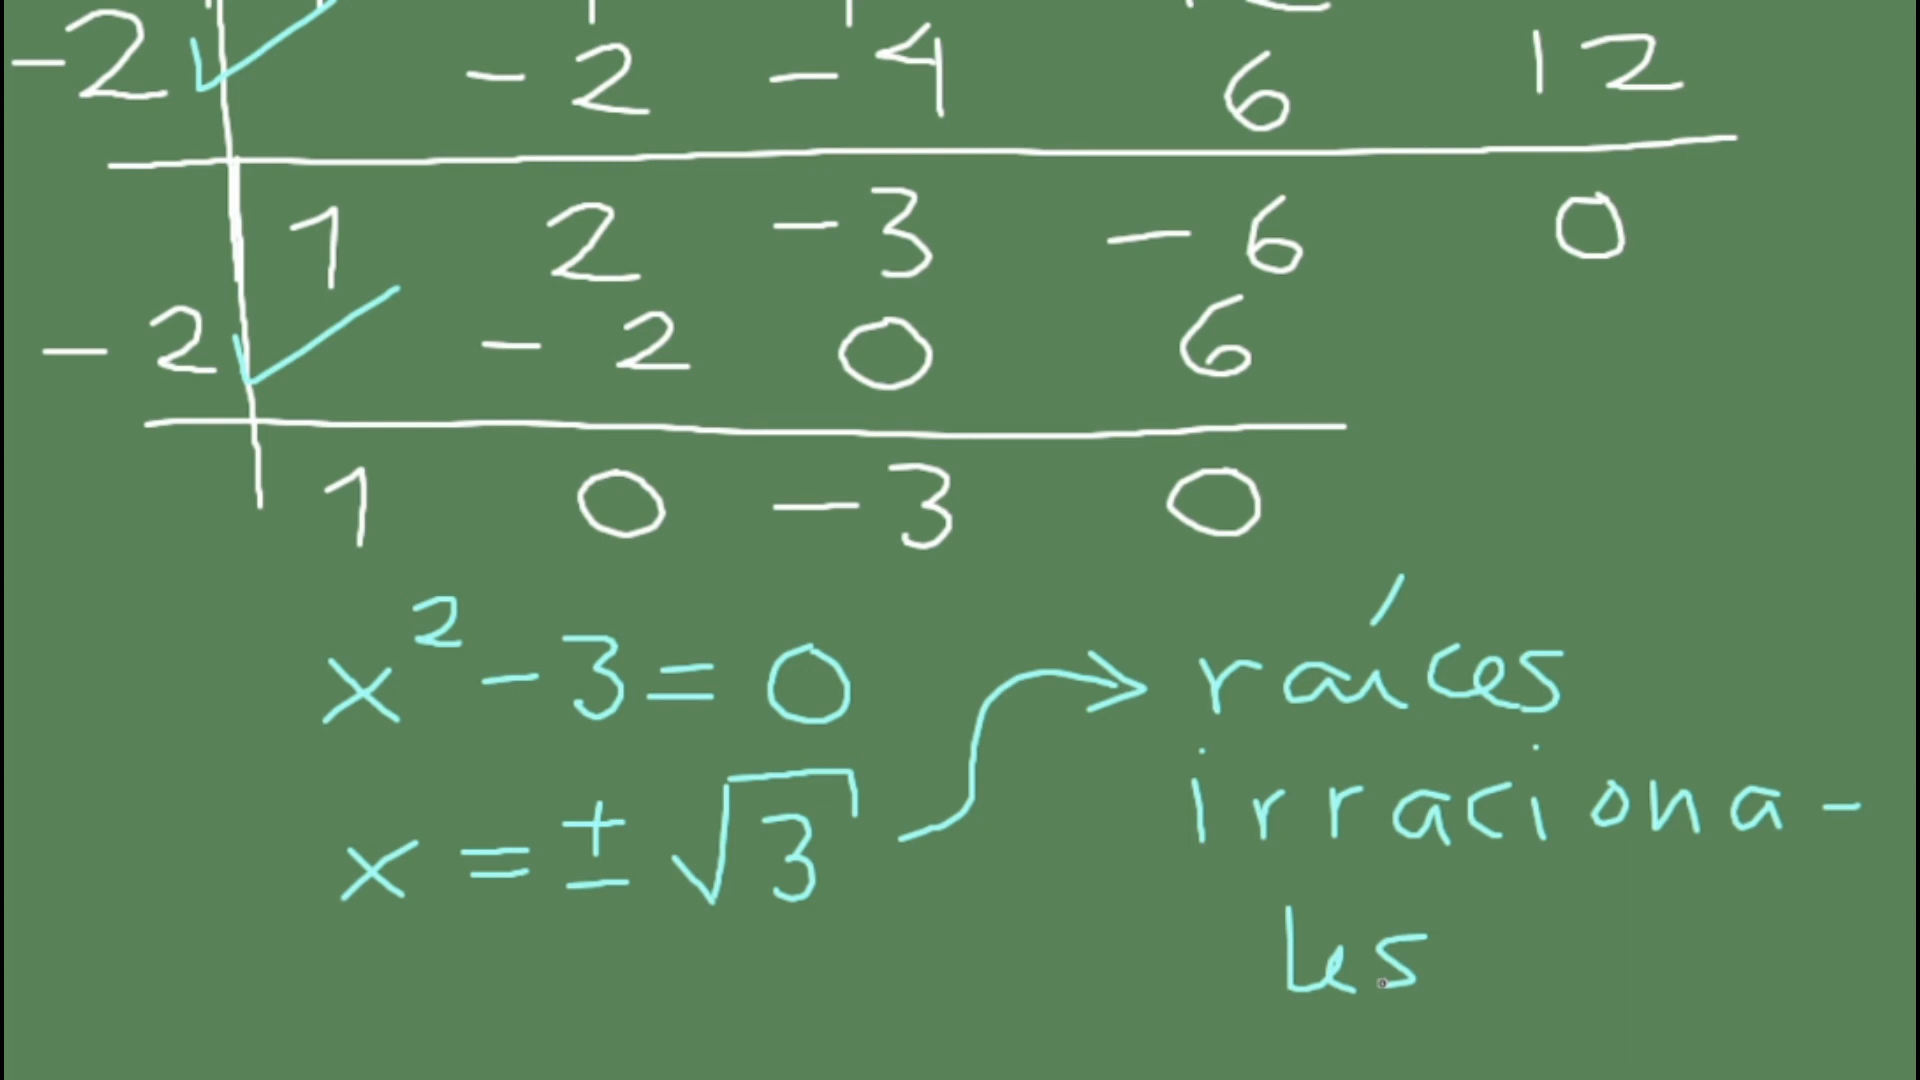 -2 -2 -4 6 12
1 2 -3 -6 0
-2 -2 0 6
1 0 -3 0
x² - 3 = 0
x = ± √3
raíces
irraciona-
les